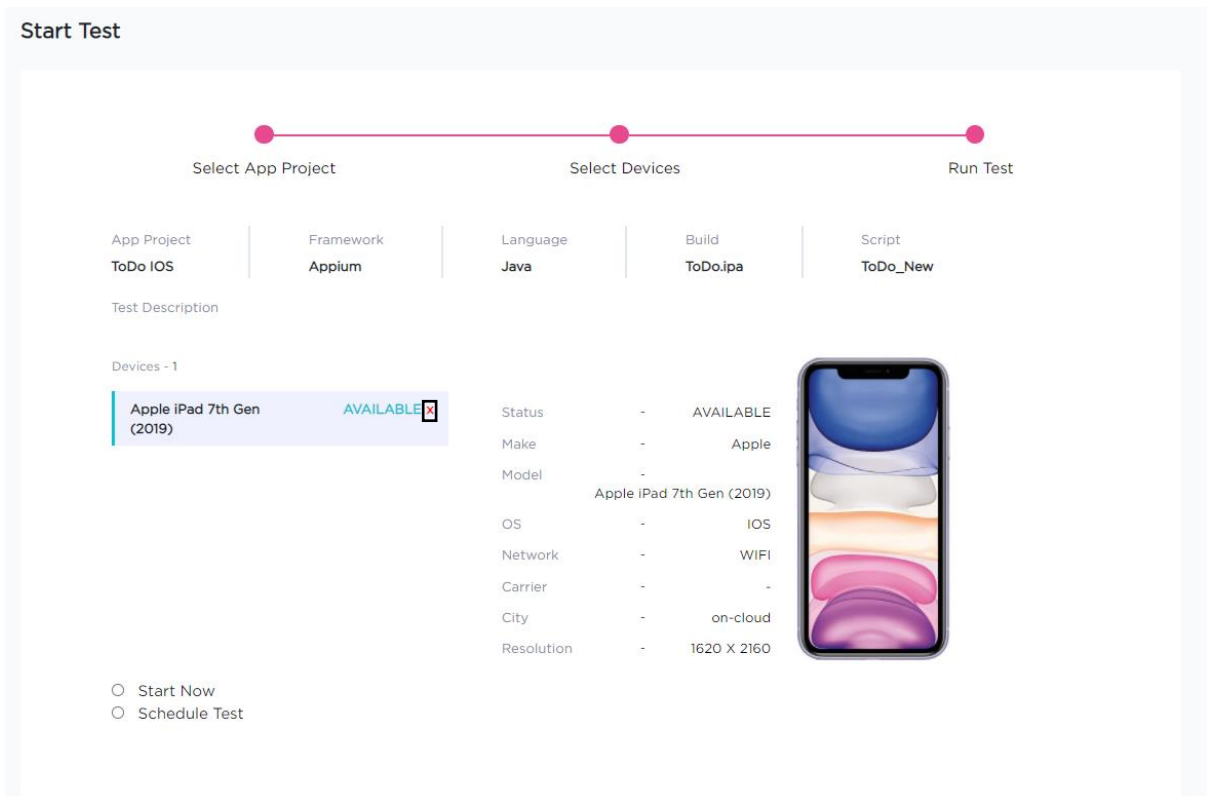 Start Test
Select App Project Select Devices Run Test
App Project Framework Language Build Script
ToDo IOS Appium Java ToDo.ipa ToDo_New
Test Description
Devices - 1
Apple iPad 7th Gen AVAILABLE x
(2019)
Status - AVAILABLE
Make - Apple
Model -
Apple iPad 7th Gen (2019)
OS - IOS
Network - WIFI
Carrier - -
City - on-cloud
Resolution - 1620 X 2160
Start Now
Schedule Test